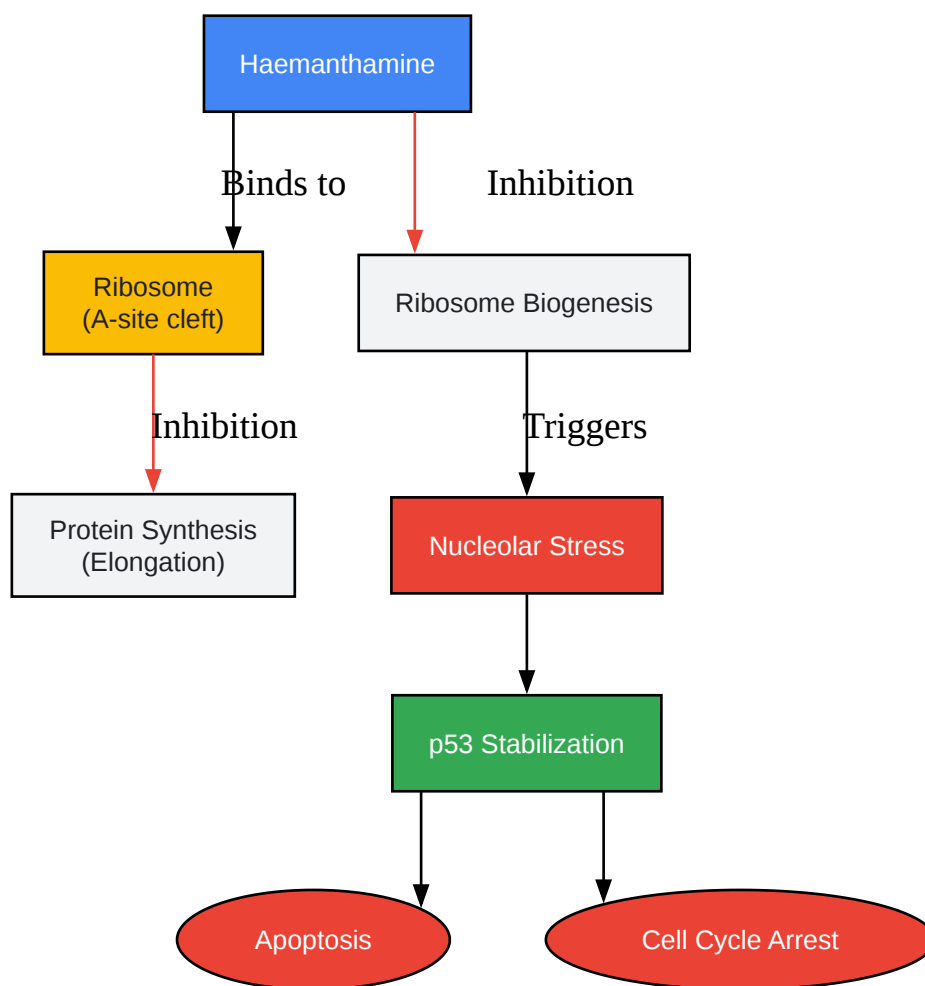 Haemanthamine
Binds to
Inhibition
Ribosome
(A-site cleft)
Ribosome Biogenesis
Inhibition
Triggers
Protein Synthesis
(Elongation)
Nucleolar Stress
p53 Stabilization
Apoptosis
Cell Cycle Arrest